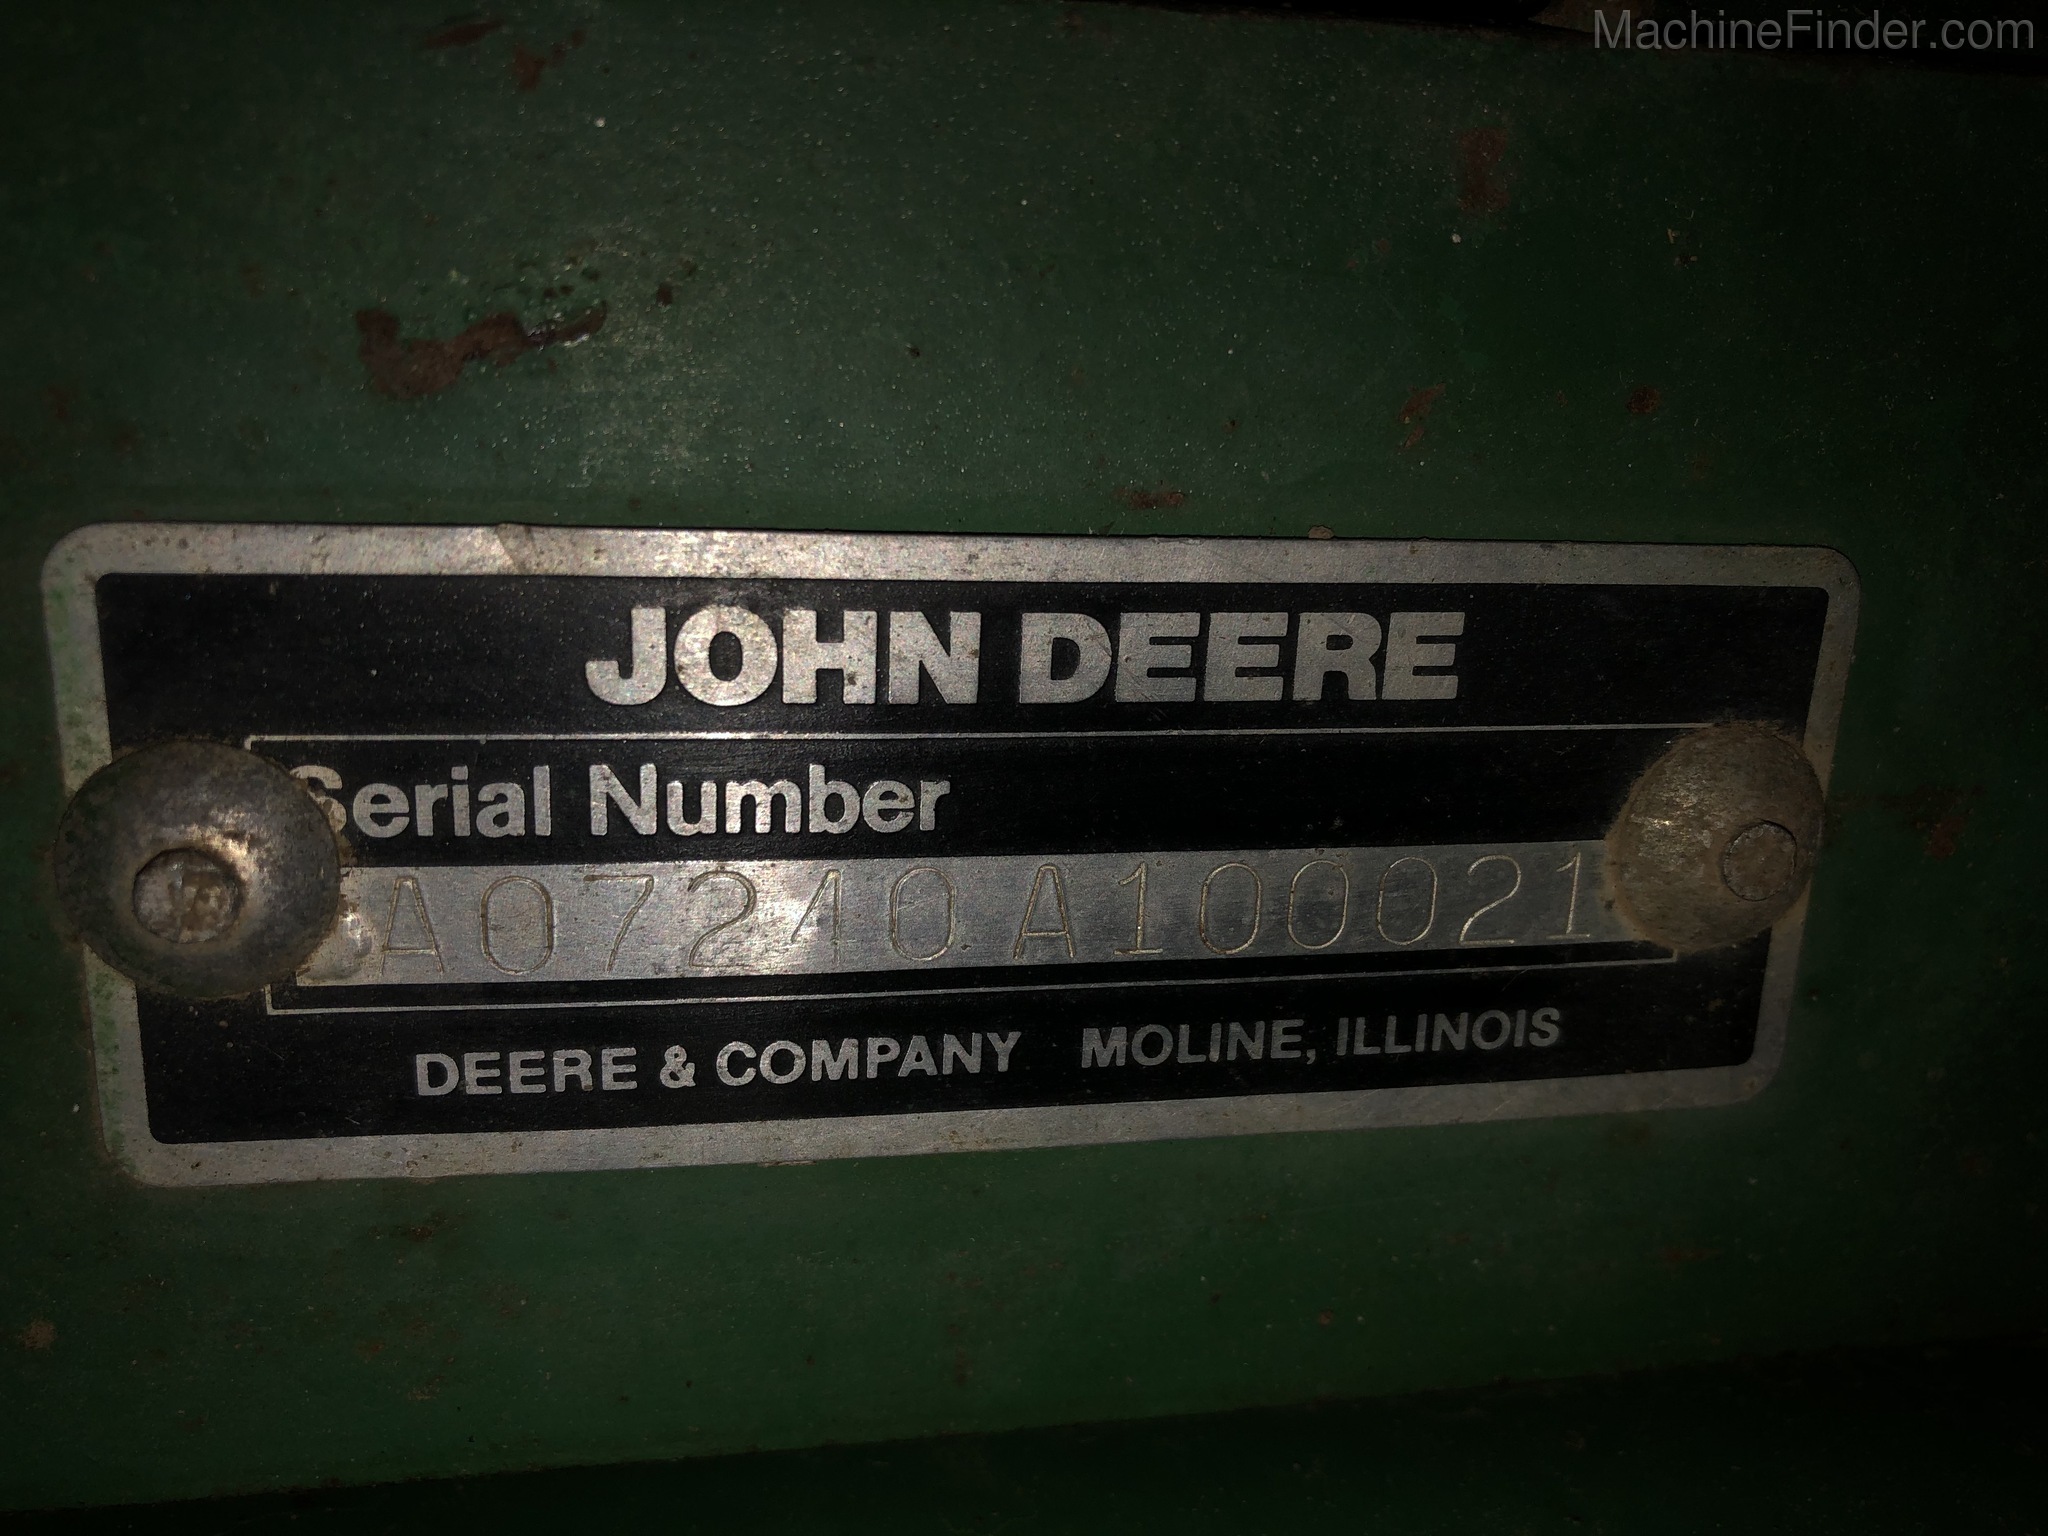 MachineFinder.com
JOHN DEERE
Serial Number
A07240A100021
DEERE & COMPANY MOLINE, ILLINOIS